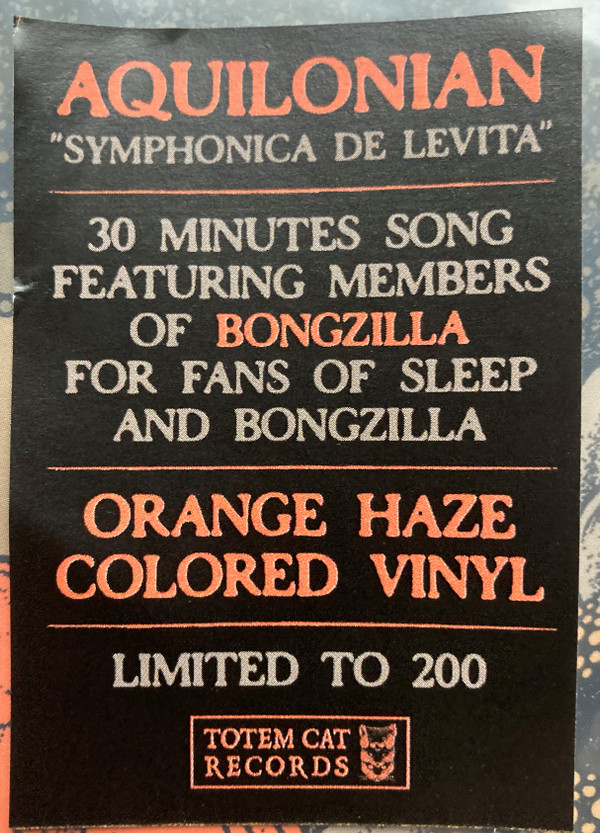 AQUILONIAN
"SYMPHONICA DE LEVITA"
30 MINUTES SONG
FEATURING MEMBERS
OF BONGZILLA
FOR FANS OF SLEEP
AND BONGZILLA
ORANGE HAZE
COLORED VINYL
LIMITED TO 200
TOTEM CAT
RECORDS